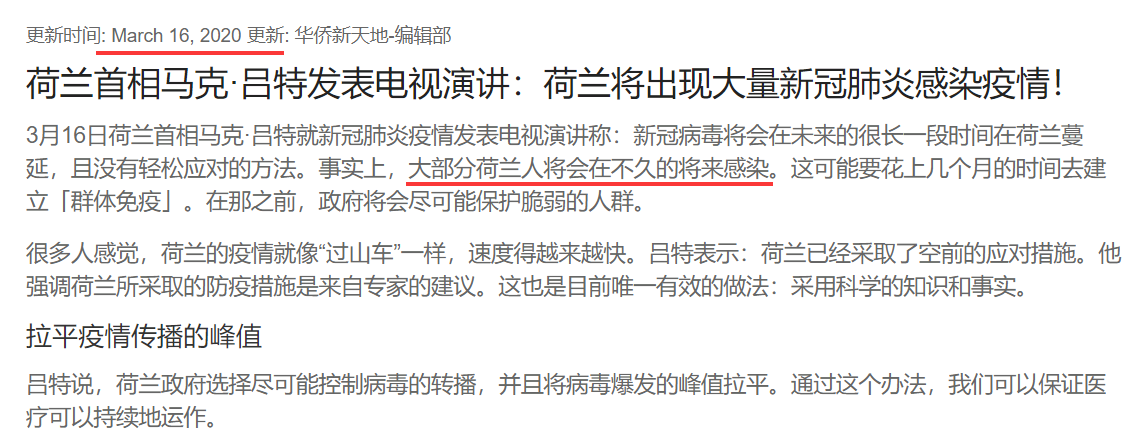 更新时间: March 16, 2020 更新: 华侨新天地-编辑部
荷兰首相马克·吕特发表电视演讲：荷兰将出现大量新冠肺炎感染疫情！
3月16日荷兰首相马克·吕特就新冠肺炎疫情发表电视演讲称：新冠病毒将会在未来的很长一段时间在荷兰蔓
延，且没有轻松应对的方法。事实上，大部分荷兰人将会在不久的将来感染。这可能要花上几个月的时间去建
立「群体免疫」。在那之前，政府将会尽可能保护脆弱的人群。
很多人感觉，荷兰的疫情就像“过山车”一样，速度得越来越快。吕特表示：荷兰已经采取了空前的应对措施。他
强调荷兰所采取的防疫措施是来自专家的建议。这也是目前唯一有效的做法：采用科学的知识和事实。
拉平疫情传播的峰值
吕特说，荷兰政府选择尽可能控制病毒的转播，并且将病毒爆发的峰值拉平。通过这个办法，我们可以保证医
疗可以持续地运作。